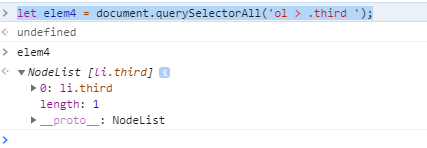 > let elem4 = document.querySelectorAll('ol > .third ');
undefined
> elem4
NodeList [li.third] i
0: li.third
length: 1
__proto__: NodeList
>